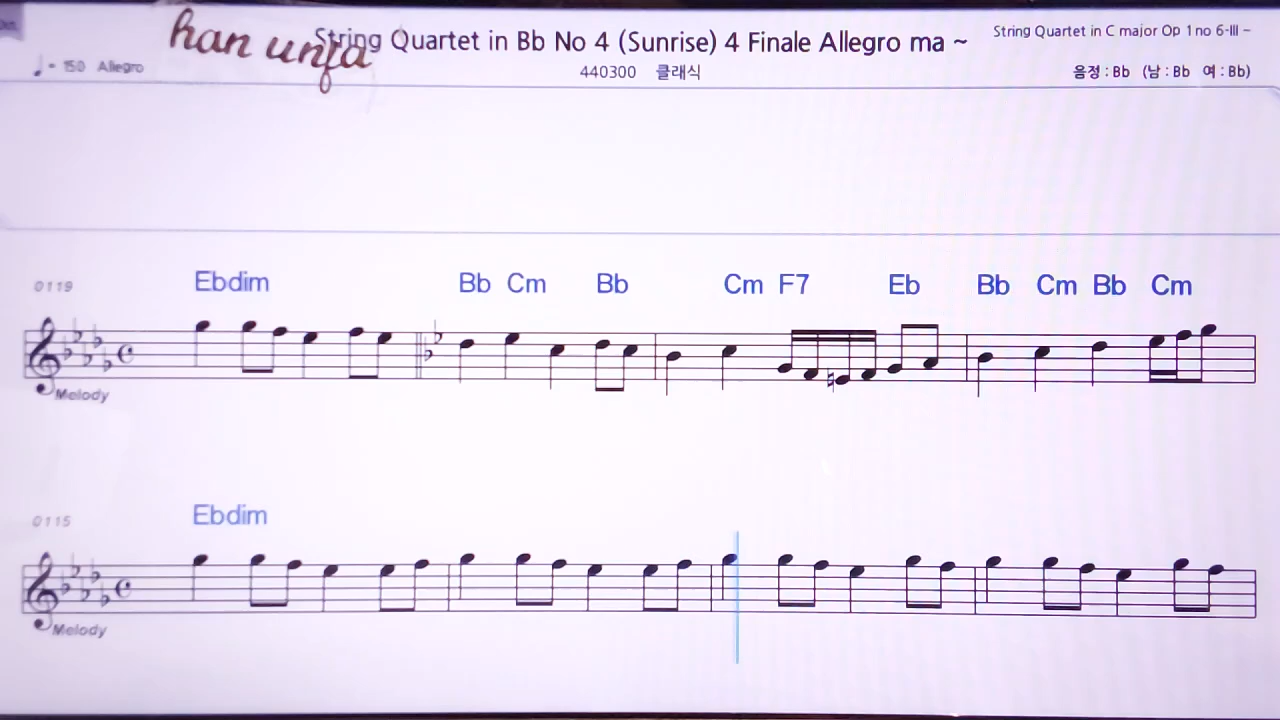 han unfa
String Quartet in Bb No 4 (Sunrise) 4 Finale Allegro ma ~
String Quartet in C major Op 1 no 6-III ~
♩= 150 Allegro
440300 클래식
음정 : Bb (남 : Bb 여 : Bb)
0119 Ebdim Bb Cm Bb Cm F7 Eb Bb Cm Bb Cm
Melody
0115 Ebdim
Melody